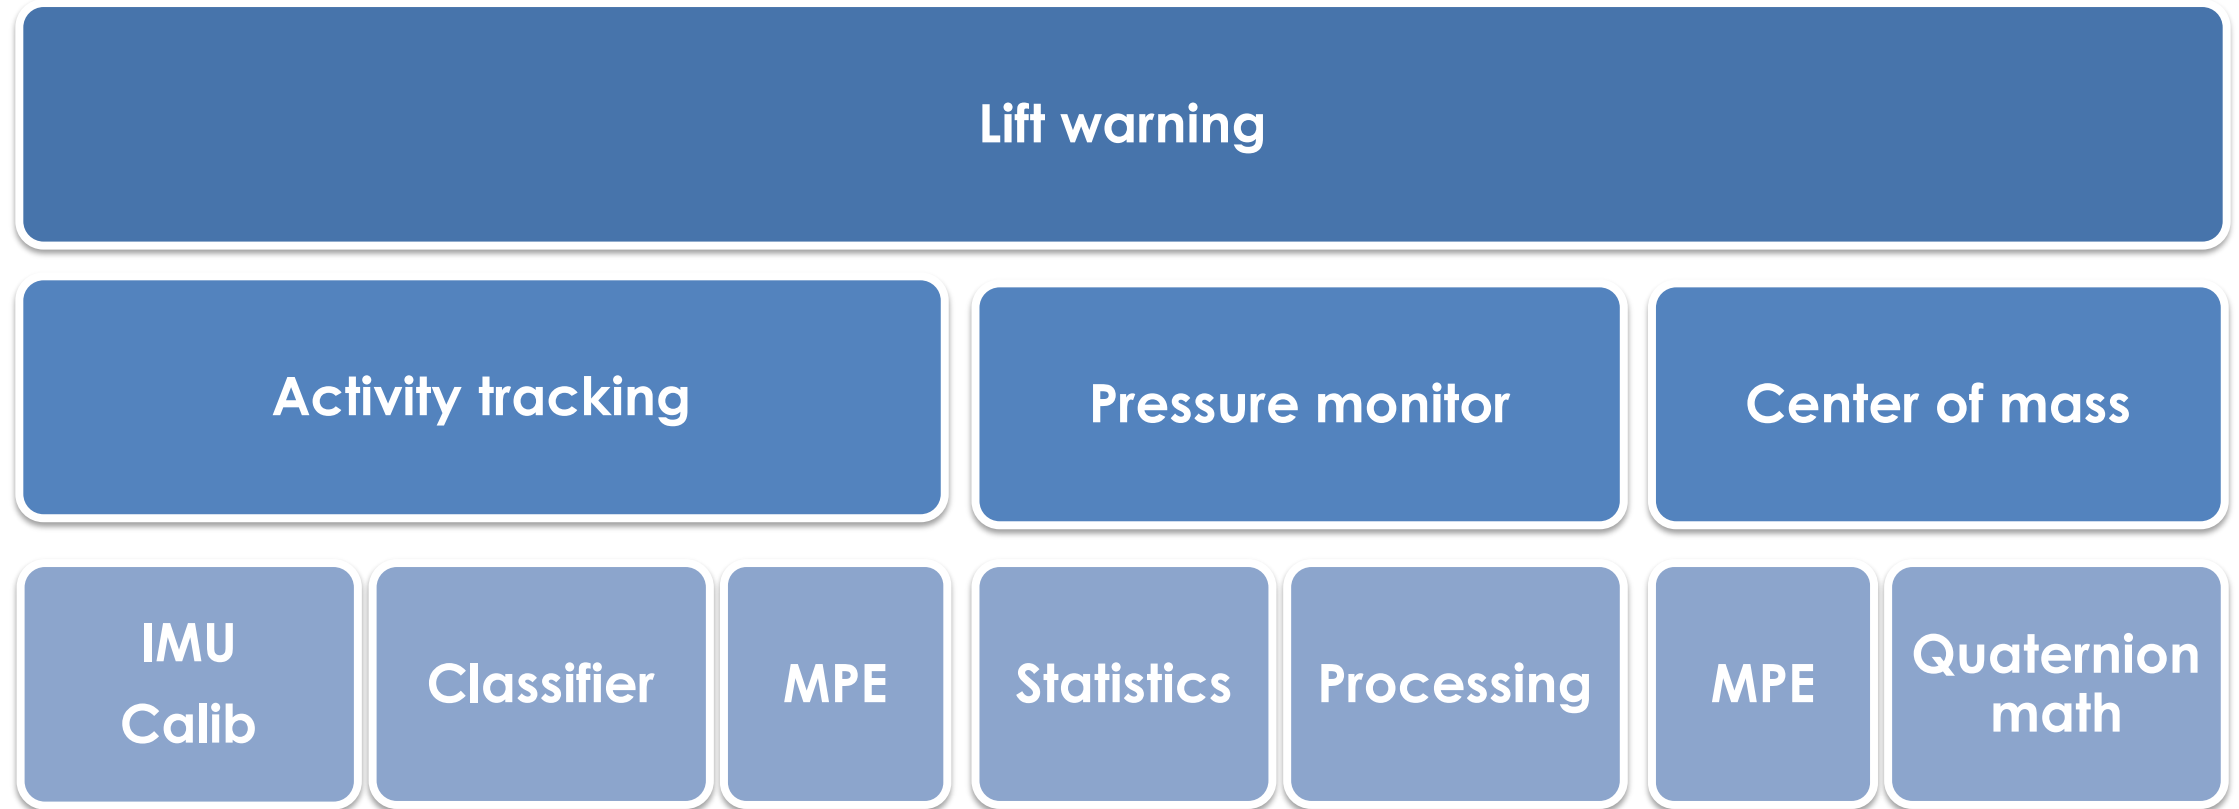 Lift warning
Activity tracking
Pressure monitor
Center of mass
IMU
Calib
Classifier
MPE
Statistics
Processing
MPE
Quaternion
math